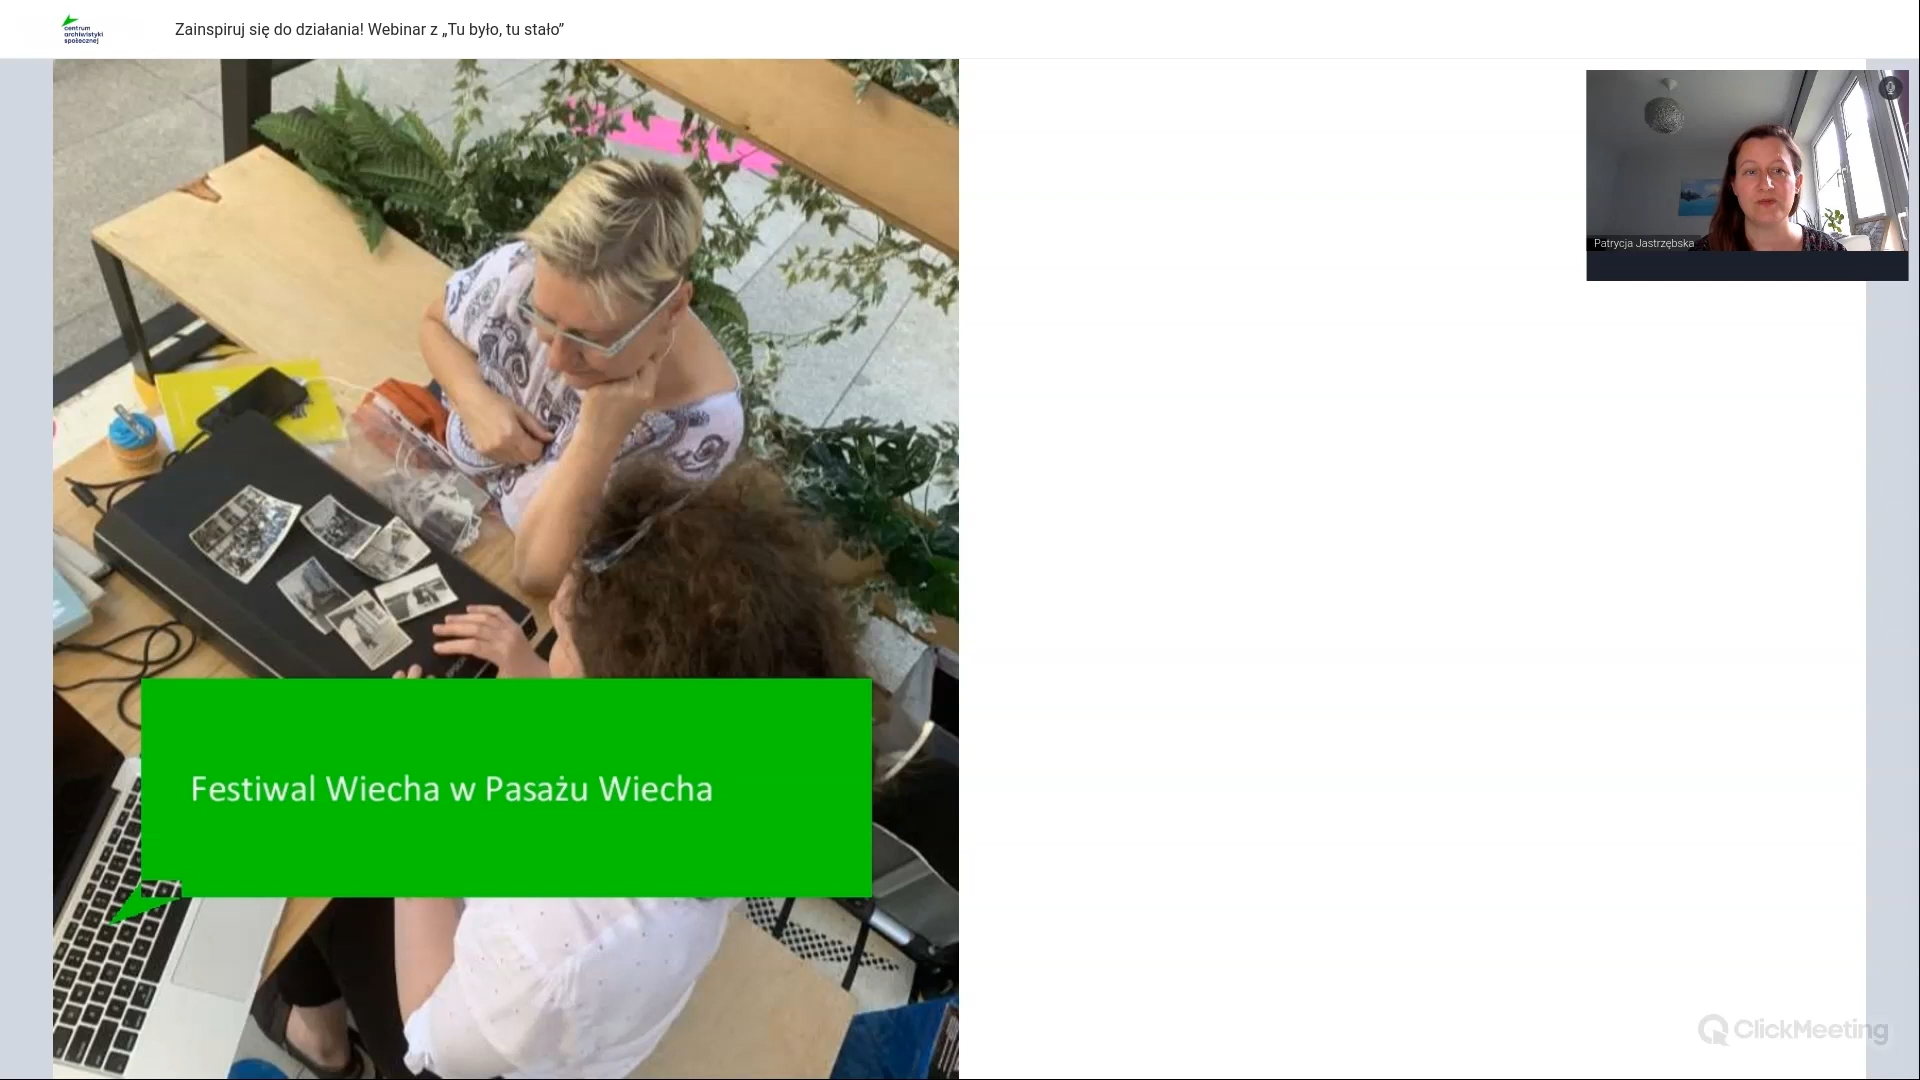 centrum
archiwistyki
społecznej
Zainspiruj się do działania! Webinar z „Tu było, tu stało”
Patrycja Jastrzębska
EPSON
Festiwal Wiecha w Pasażu Wiecha
ClickMeeting